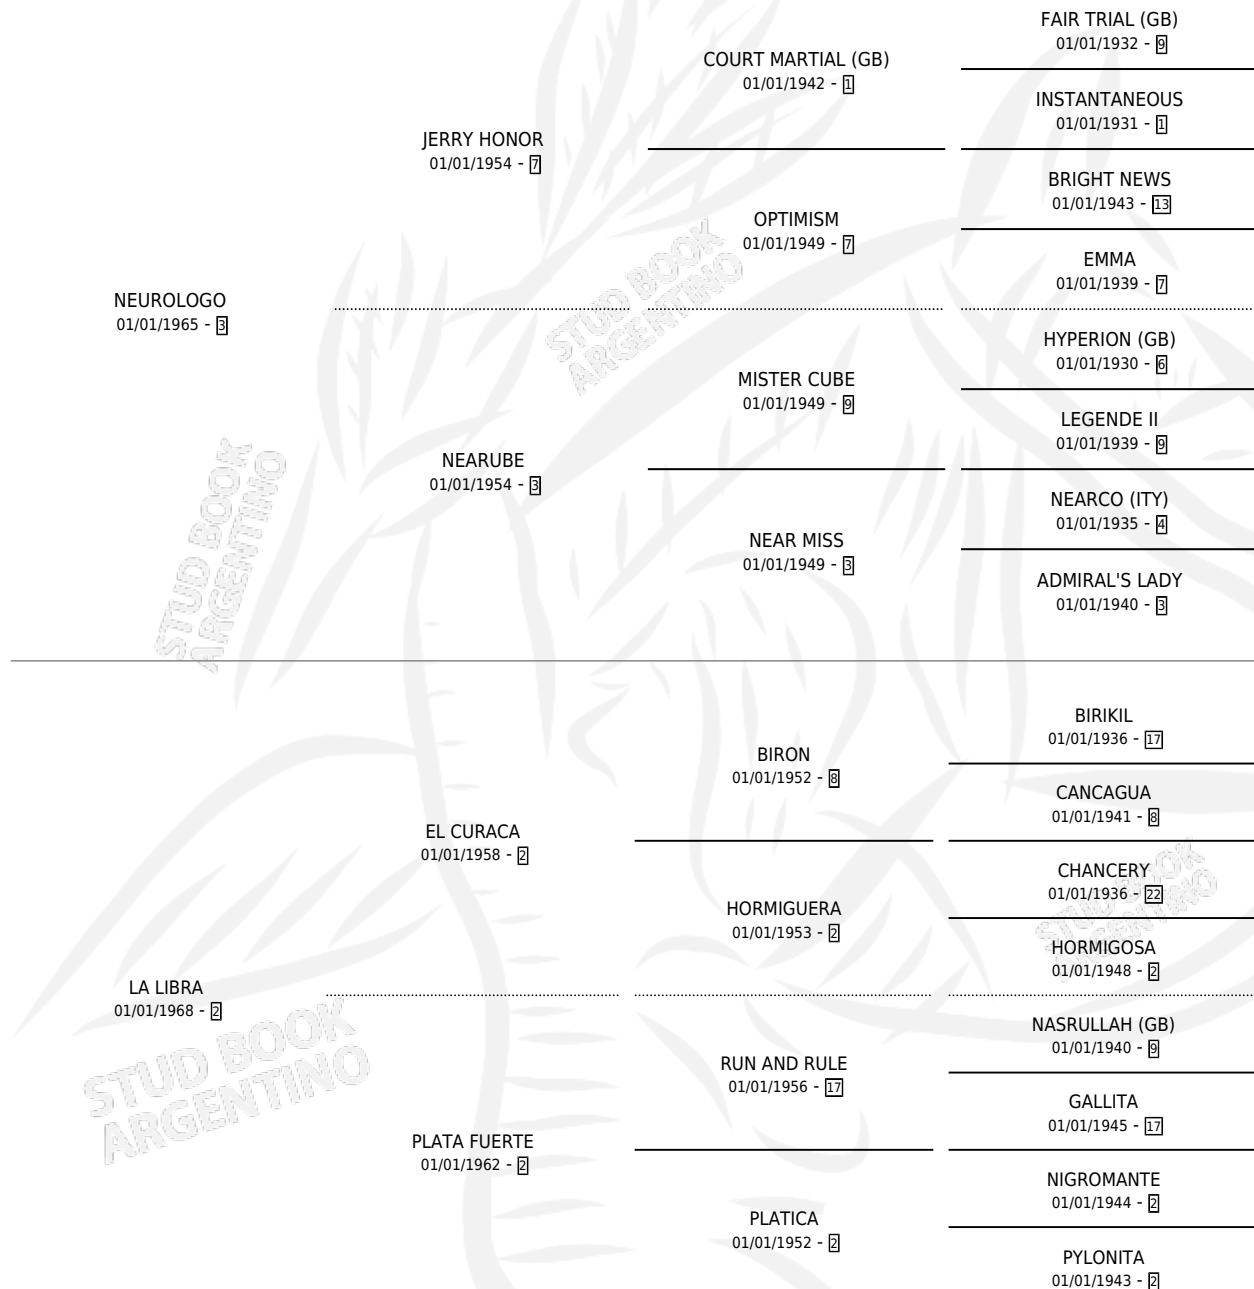 FAIR TRIAL (GB)
01/01/1932 - 9
COURT MARTIAL (GB)
01/01/1942 - 1
INSTANTANEOUS
01/01/1931 - 1
JERRY HONOR
01/01/1954 - 7
BRIGHT NEWS
01/01/1943 - 13
OPTIMISM
01/01/1949 - 7
EMMA
01/01/1939 - 7
NEUROLOGO
01/01/1965 - 3
HYPERION (GB)
01/01/1930 - 6
MISTER CUBE
01/01/1949 - 9
LEGENDE II
01/01/1939 - 9
NEARUBE
01/01/1954 - 3
NEARCO (ITY)
01/01/1935 - 4
NEAR MISS
01/01/1949 - 3
ADMIRAL'S LADY
01/01/1940 - 3
BIRIKIL
01/01/1936 - 17
BIRON
01/01/1952 - 8
CANCAGUA
01/01/1941 - 8
EL CURACA
01/01/1958 - 2
CHANCERY
01/01/1936 - 22
HORMIGUERA
01/01/1953 - 2
HORMIGOSA
01/01/1948 - 2
LA LIBRA
01/01/1968 - 2
NASRULLAH (GB)
01/01/1940 - 9
RUN AND RULE
01/01/1956 - 17
GALLITA
01/01/1945 - 17
PLATA FUERTE
01/01/1962 - 2
NIGROMANTE
01/01/1944 - 2
PLATICA
01/01/1952 - 2
PYLONITA
01/01/1943 - 2
STUD BOOK
ARGENTINO
STUD BOOK
ARGENTINO
STUD BOOK
ARGENTINO
STUD BOOK
ARGENTINO